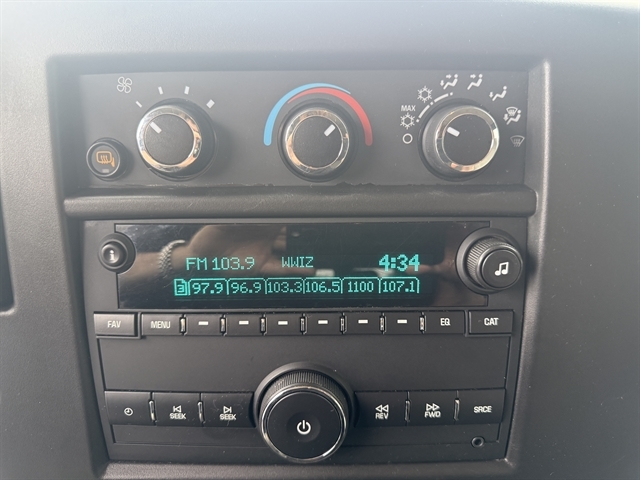 MAX
FM 103.9 WWIZ 4:34
3 97.9 96.9 103.3 106.5 1100 107.1
FAV MENU EQ CAT
SEEK SEEK REV FWD SRCE